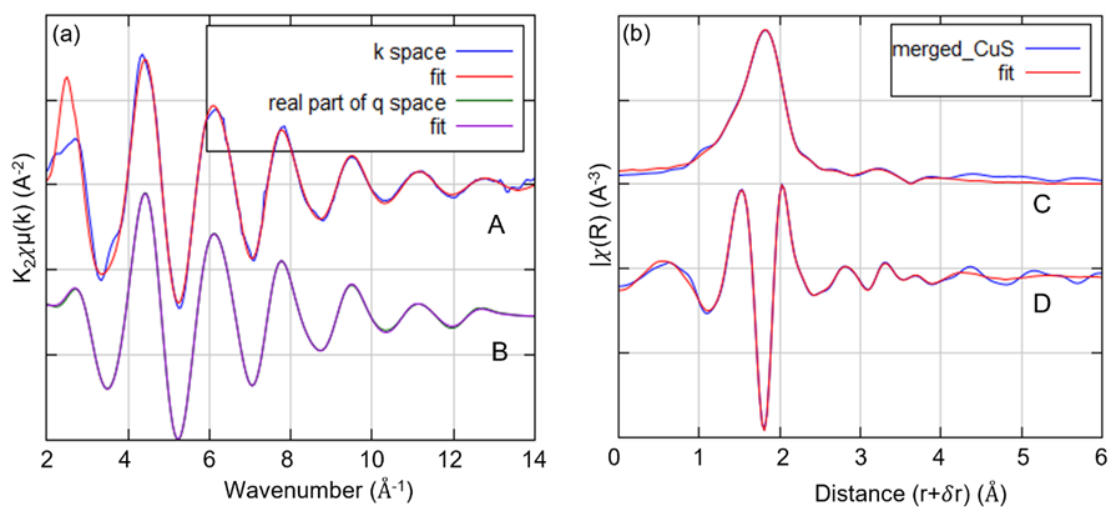 (a)
k space
fit
real part of q space
fit
A
B
K₂χμ(k) (A⁻²)
2 4 6 8 10 12 14
Wavenumber (Å⁻¹)
(b)
merged_CuS
fit
C
D
|χ(R) (A⁻³)
0 1 2 3 4 5 6
Distance (r+δr) (Å)